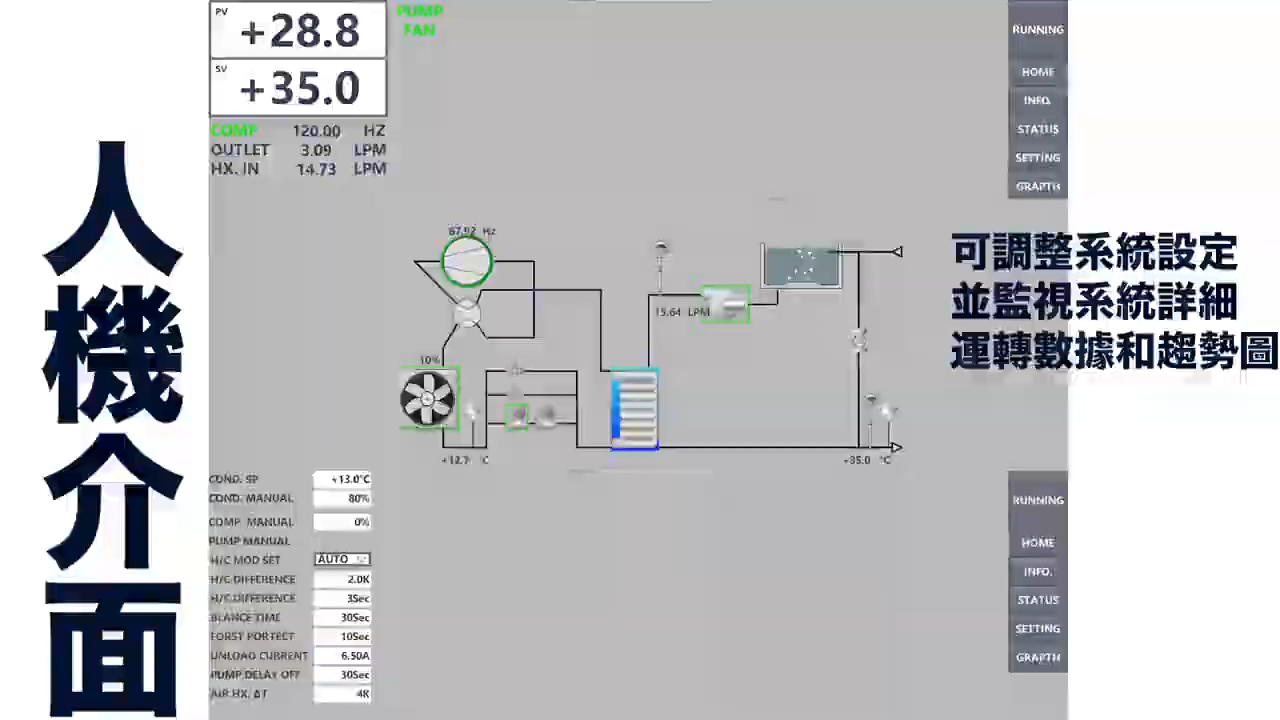 人機介面
PV
+28.8
SV
+35.0
COMP 120.00 HZ
OUTLET 3.09 LPM
HX. IN 14.73 LPM
PUMP
FAN
RUNNING
HOME
INFO.
STATUS
SETTING
GRAPTH
67.92 Hz
15.64 LPM
10%
+12.7 °C
+35.0 °C
可調整系統設定
並監視系統詳細
運轉數據和趨勢圖
COND. SP +13.0°C
COND. MANUAL 80%
COMP. MANUAL 0%
PUMP MANUAL
H/C MOD SET AUTO
H/C DIFFERENCE 2.0K
H/C DIFFERENCE 3Sec
BLANCE TIME 30Sec
FORST PORTECT 10Sec
UNLOAD CURRENT 6.50A
PUMP DELAY OFF 30Sec
AIR HX. ΔT 4K
RUNNING
HOME
INFO.
STATUS
SETTING
GRAPTH